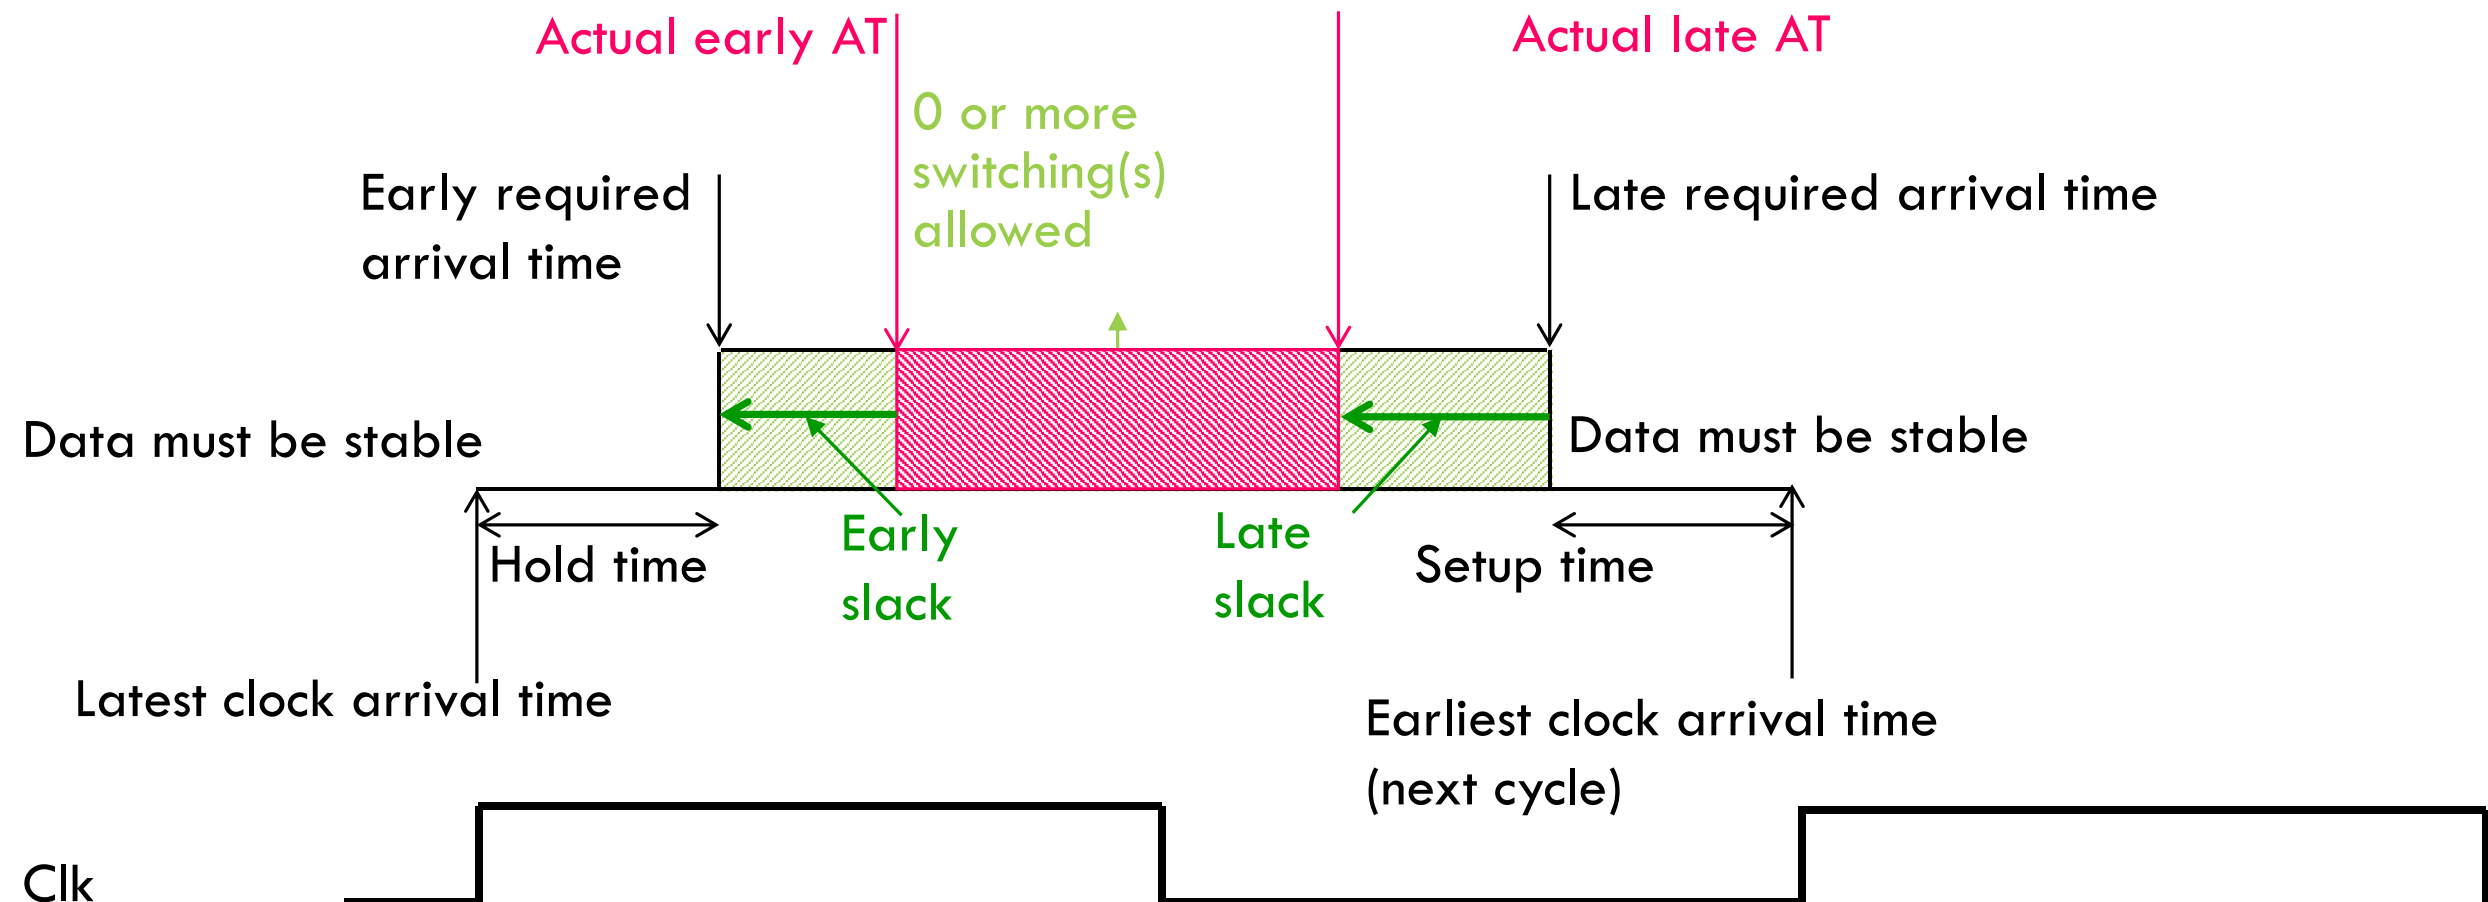 Actual early AT
Actual late AT
0 or more
switching(s)
allowed
Early required
arrival time
Late required arrival time
Data must be stable
Data must be stable
Hold time
Early
slack
Late
slack
Setup time
Latest clock arrival time
Earliest clock arrival time
(next cycle)
Clk